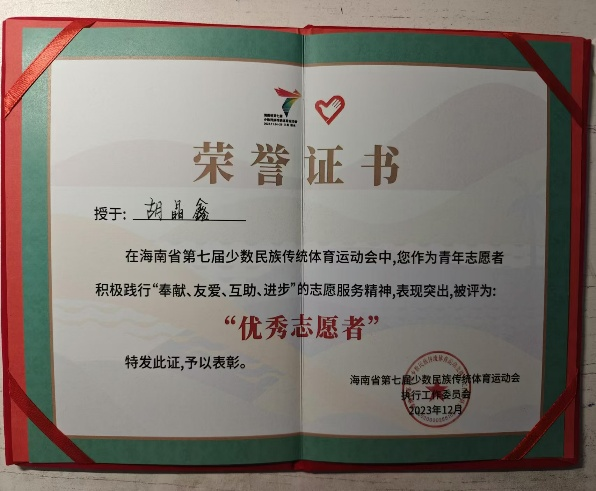 荣誉证书
授于: 胡晶鑫
在海南省第七届少数民族传统体育运动会中,您作为青年志愿者
积极践行“奉献、友爱、互助、进步”的志愿服务精神,表现突出,被评为:
“优秀志愿者”
特发此证,予以表彰。
海南省第七届少数民族传统体育运动会
执行工作委员会
2023年12月